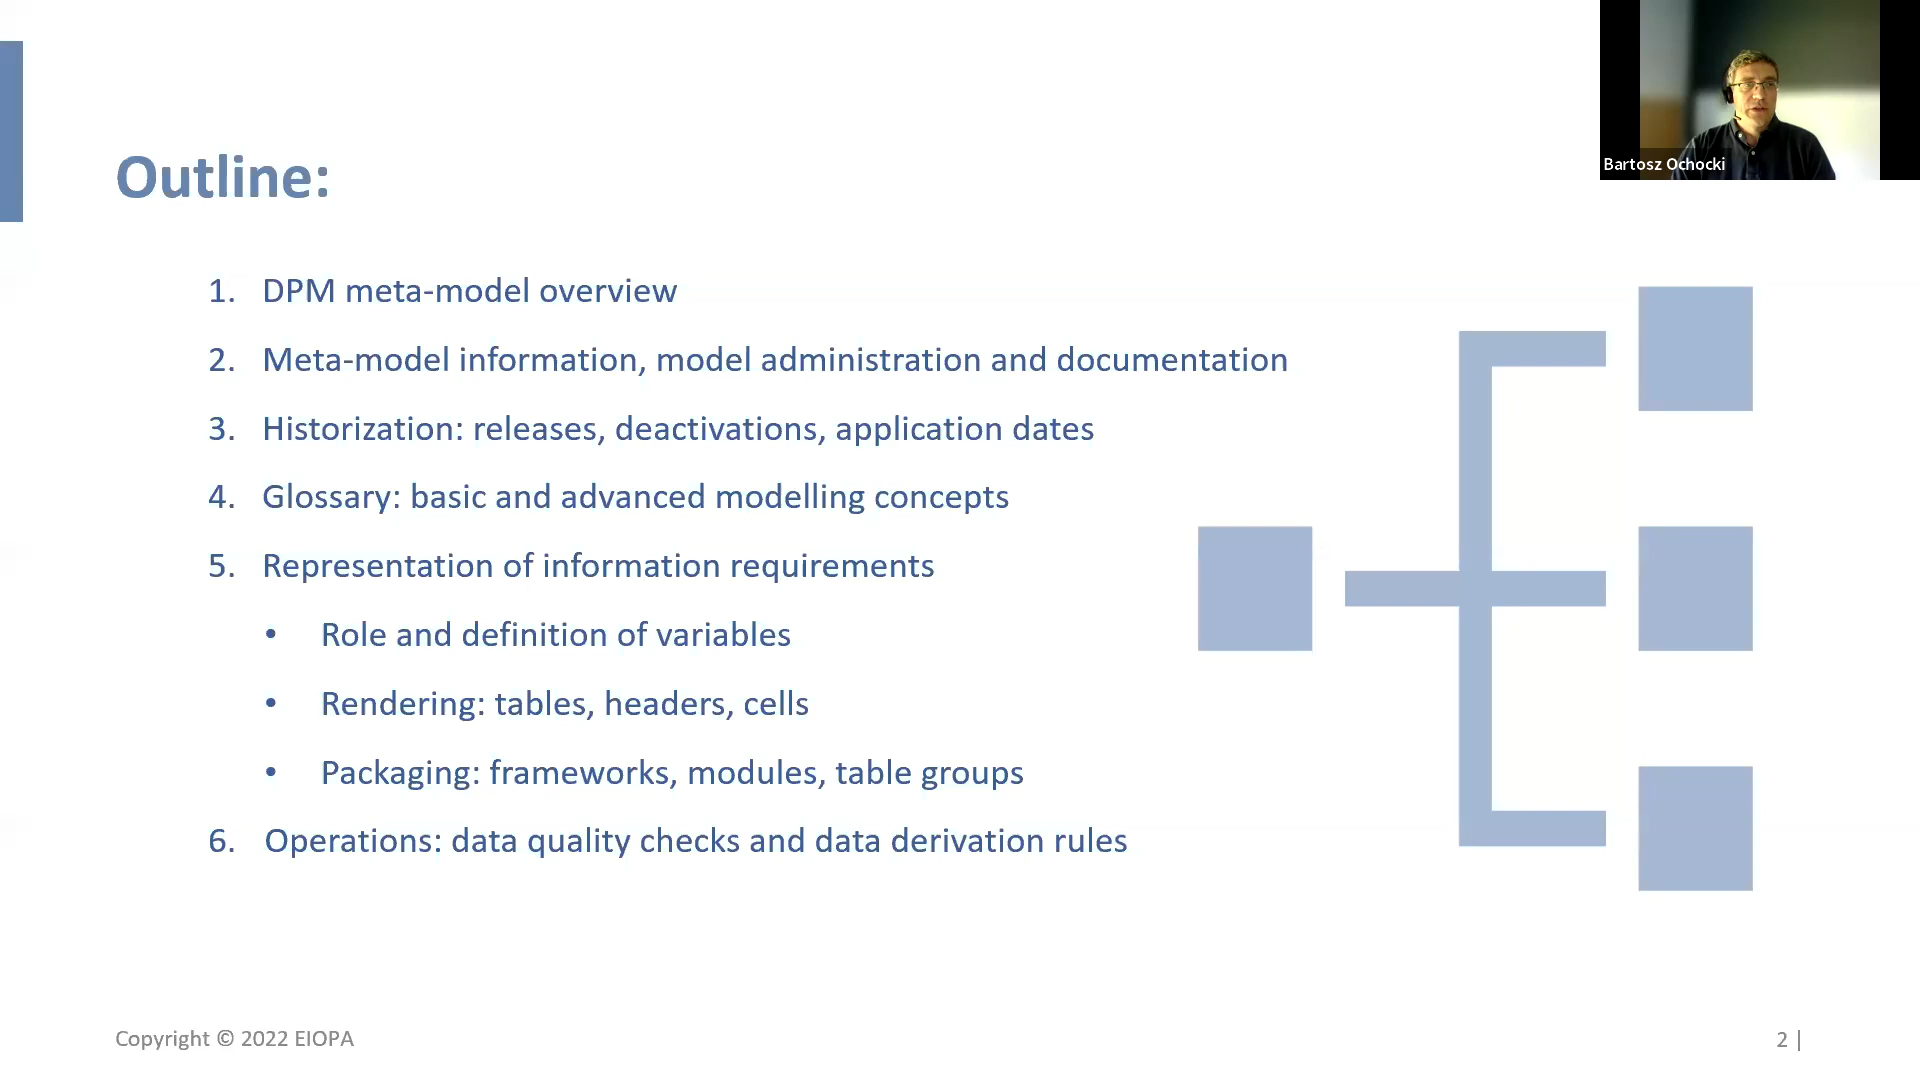 Bartosz Ochocki
Outline:
1. DPM meta-model overview
2. Meta-model information, model administration and documentation
3. Historization: releases, deactivations, application dates
4. Glossary: basic and advanced modelling concepts
5. Representation of information requirements
• Role and definition of variables
• Rendering: tables, headers, cells
• Packaging: frameworks, modules, table groups
6. Operations: data quality checks and data derivation rules
Copyright © 2022 EIOPA
2 |